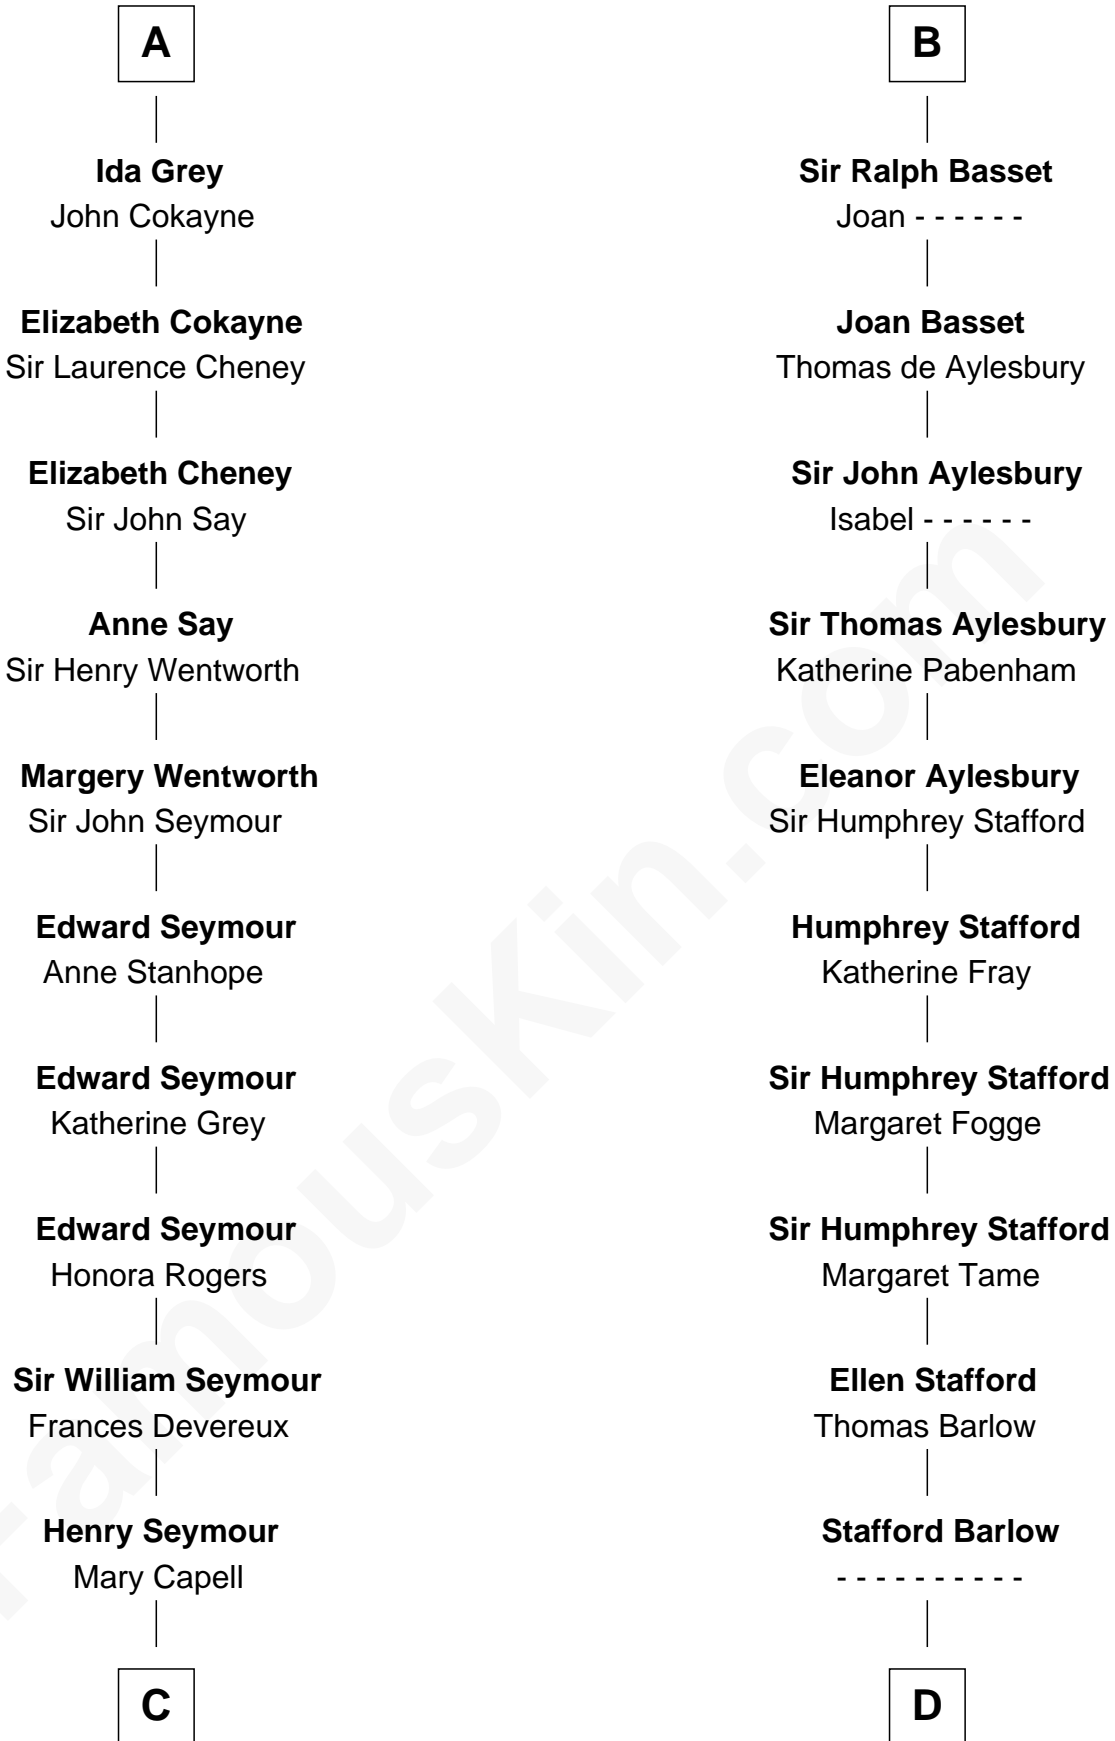 A
Ida Grey
John Cokayne
Elizabeth Cokayne
Sir Laurence Cheney
Elizabeth Cheney
Sir John Say
Anne Say
Sir Henry Wentworth
Margery Wentworth
Sir John Seymour
Edward Seymour
Anne Stanhope
Edward Seymour
Katherine Grey
Edward Seymour
Honora Rogers
Sir William Seymour
Frances Devereux
Henry Seymour
Mary Capell
C
B
Sir Ralph Basset
Joan - - - - - -
Joan Basset
Thomas de Aylesbury
Sir John Aylesbury
Isabel - - - - - -
Sir Thomas Aylesbury
Katherine Pabenham
Eleanor Aylesbury
Sir Humphrey Stafford
Humphrey Stafford
Katherine Fray
Sir Humphrey Stafford
Margaret Fogge
Sir Humphrey Stafford
Margaret Tame
Ellen Stafford
Thomas Barlow
Stafford Barlow
- - - - - - - - - -
D
FamousKin.com